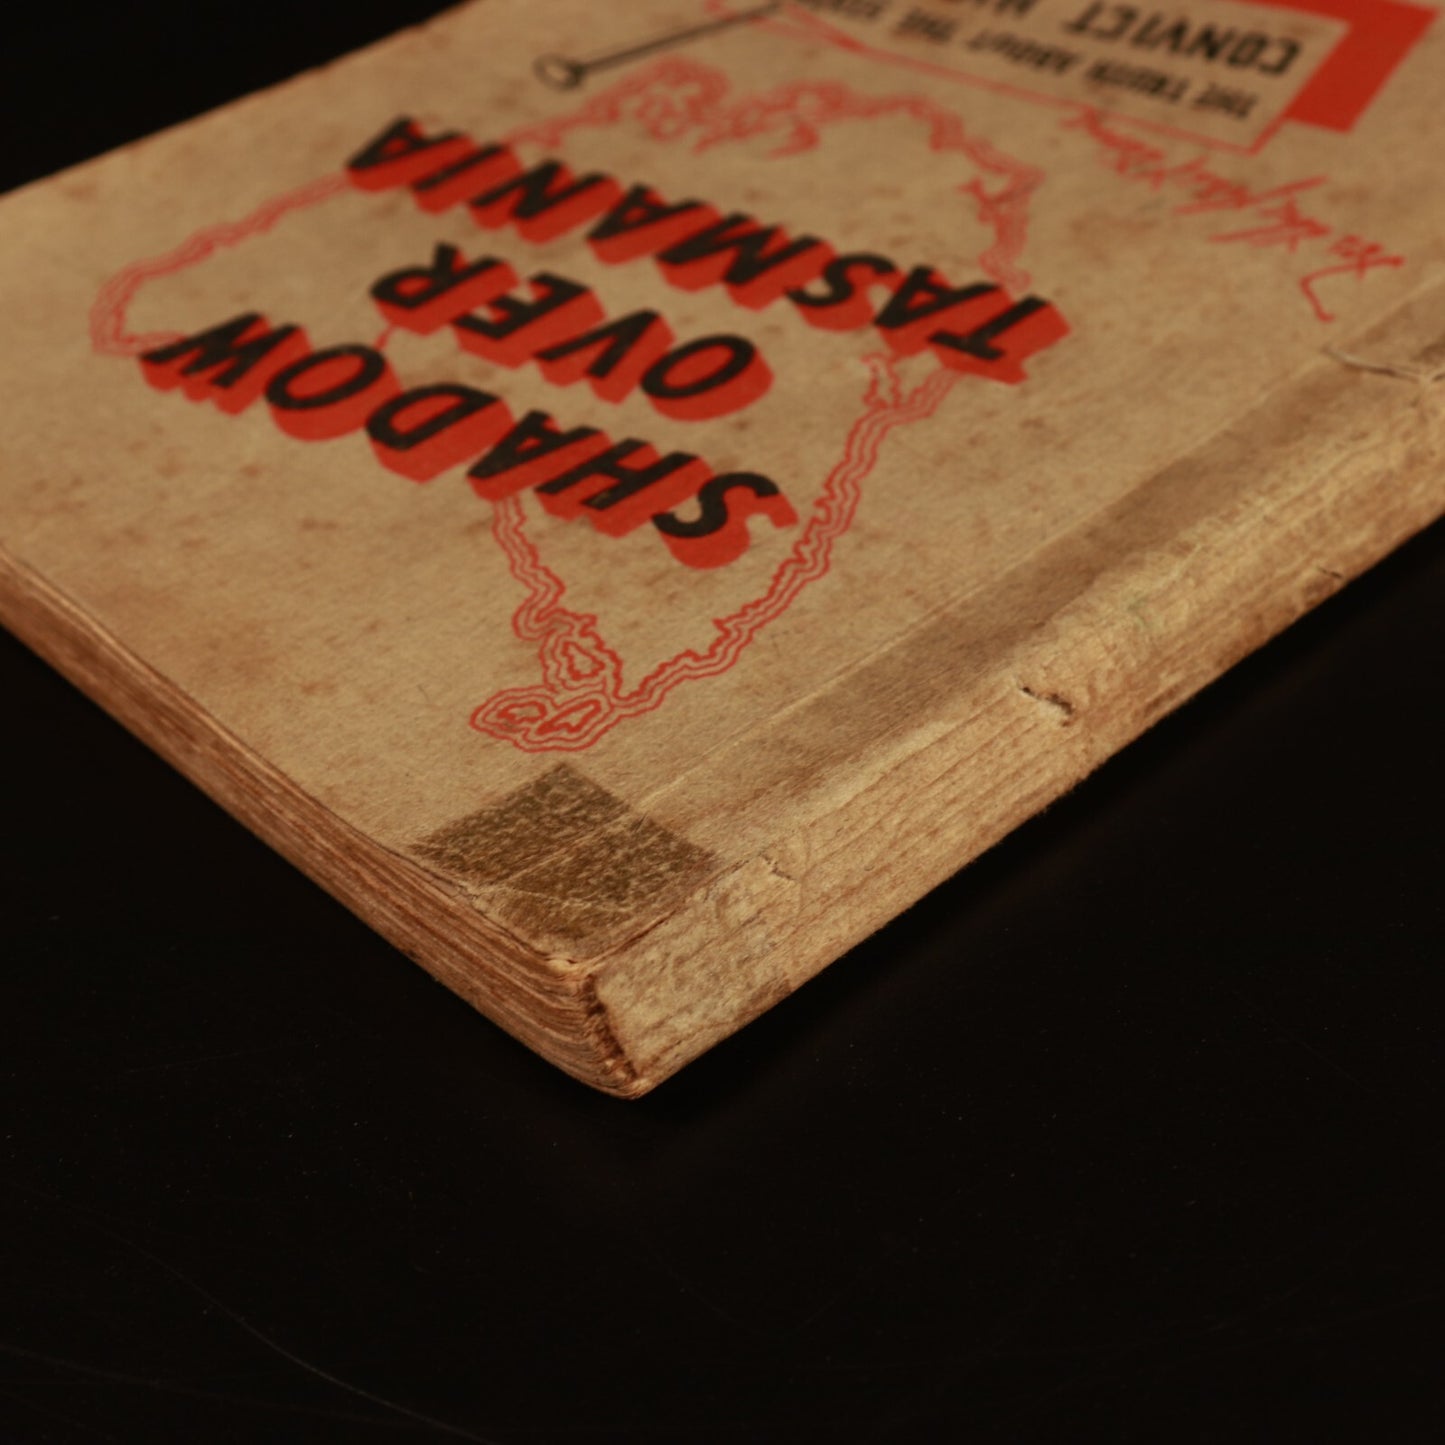 SHADOW
OVER
TASMANIA
THE TRUTH ABOUT THE
CONVICT